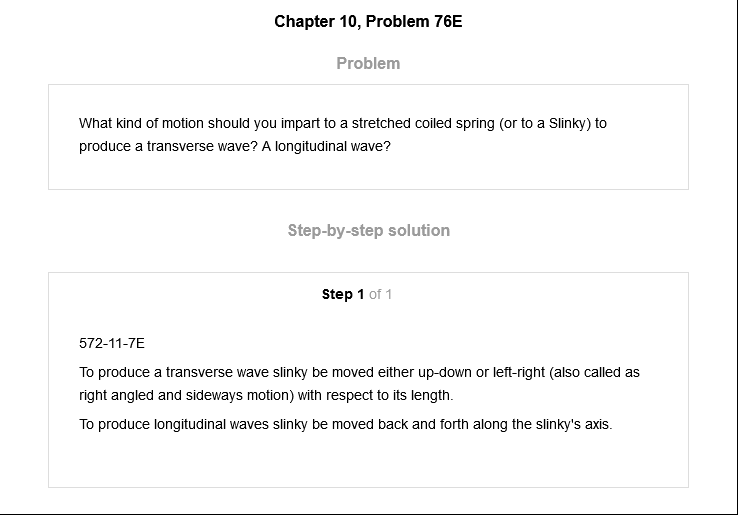 Chapter 10, Problem 76E
Problem
What kind of motion should you impart to a stretched coiled spring (or to a Slinky) to
produce a transverse wave? A longitudinal wave?
Step-by-step solution
Step 1 of 1
572-11-7E
To produce a transverse wave slinky be moved either up-down or left-right (also called as
right angled and sideways motion) with respect to its length.
To produce longitudinal waves slinky be moved back and forth along the slinky's axis.